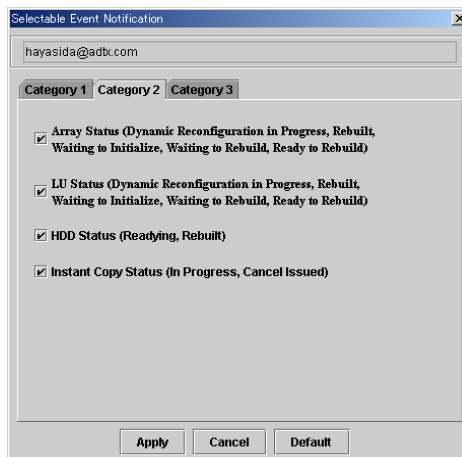 Selectable Event Notification
hayasida@adtx.com
Category 1 Category 2 Category 3
Array Status (Dynamic Reconfiguration in Progress, Rebuilt,
Waiting to Initialize, Waiting to Rebuild, Ready to Rebuild)
LU Status (Dynamic Reconfiguration in Progress, Rebuilt,
Waiting to Initialize, Waiting to Rebuild, Ready to Rebuild)
HDD Status (Readying, Rebuilt)
Instant Copy Status (In Progress, Cancel Issued)
Apply Cancel Default